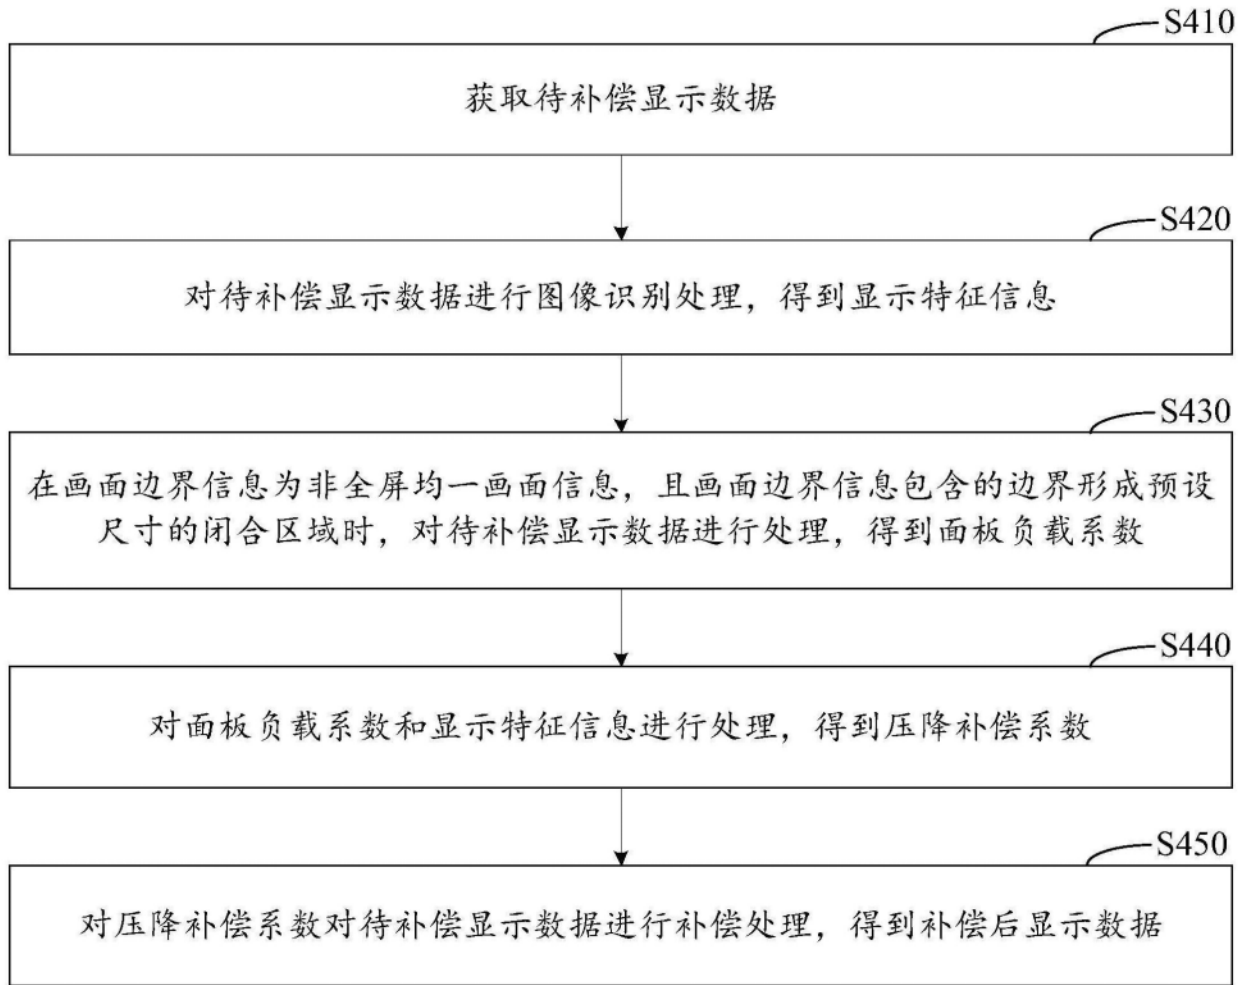 S410
获取待补偿显示数据
S420
对待补偿显示数据进行图像识别处理，得到显示特征信息
S430
在画面边界信息为非全屏均一画面信息，且画面边界信息包含的边界形成预设
尺寸的闭合区域时，对待补偿显示数据进行处理，得到面板负载系数
S440
对面板负载系数和显示特征信息进行处理，得到压降补偿系数
S450
对压降补偿系数对待补偿显示数据进行补偿处理，得到补偿后显示数据